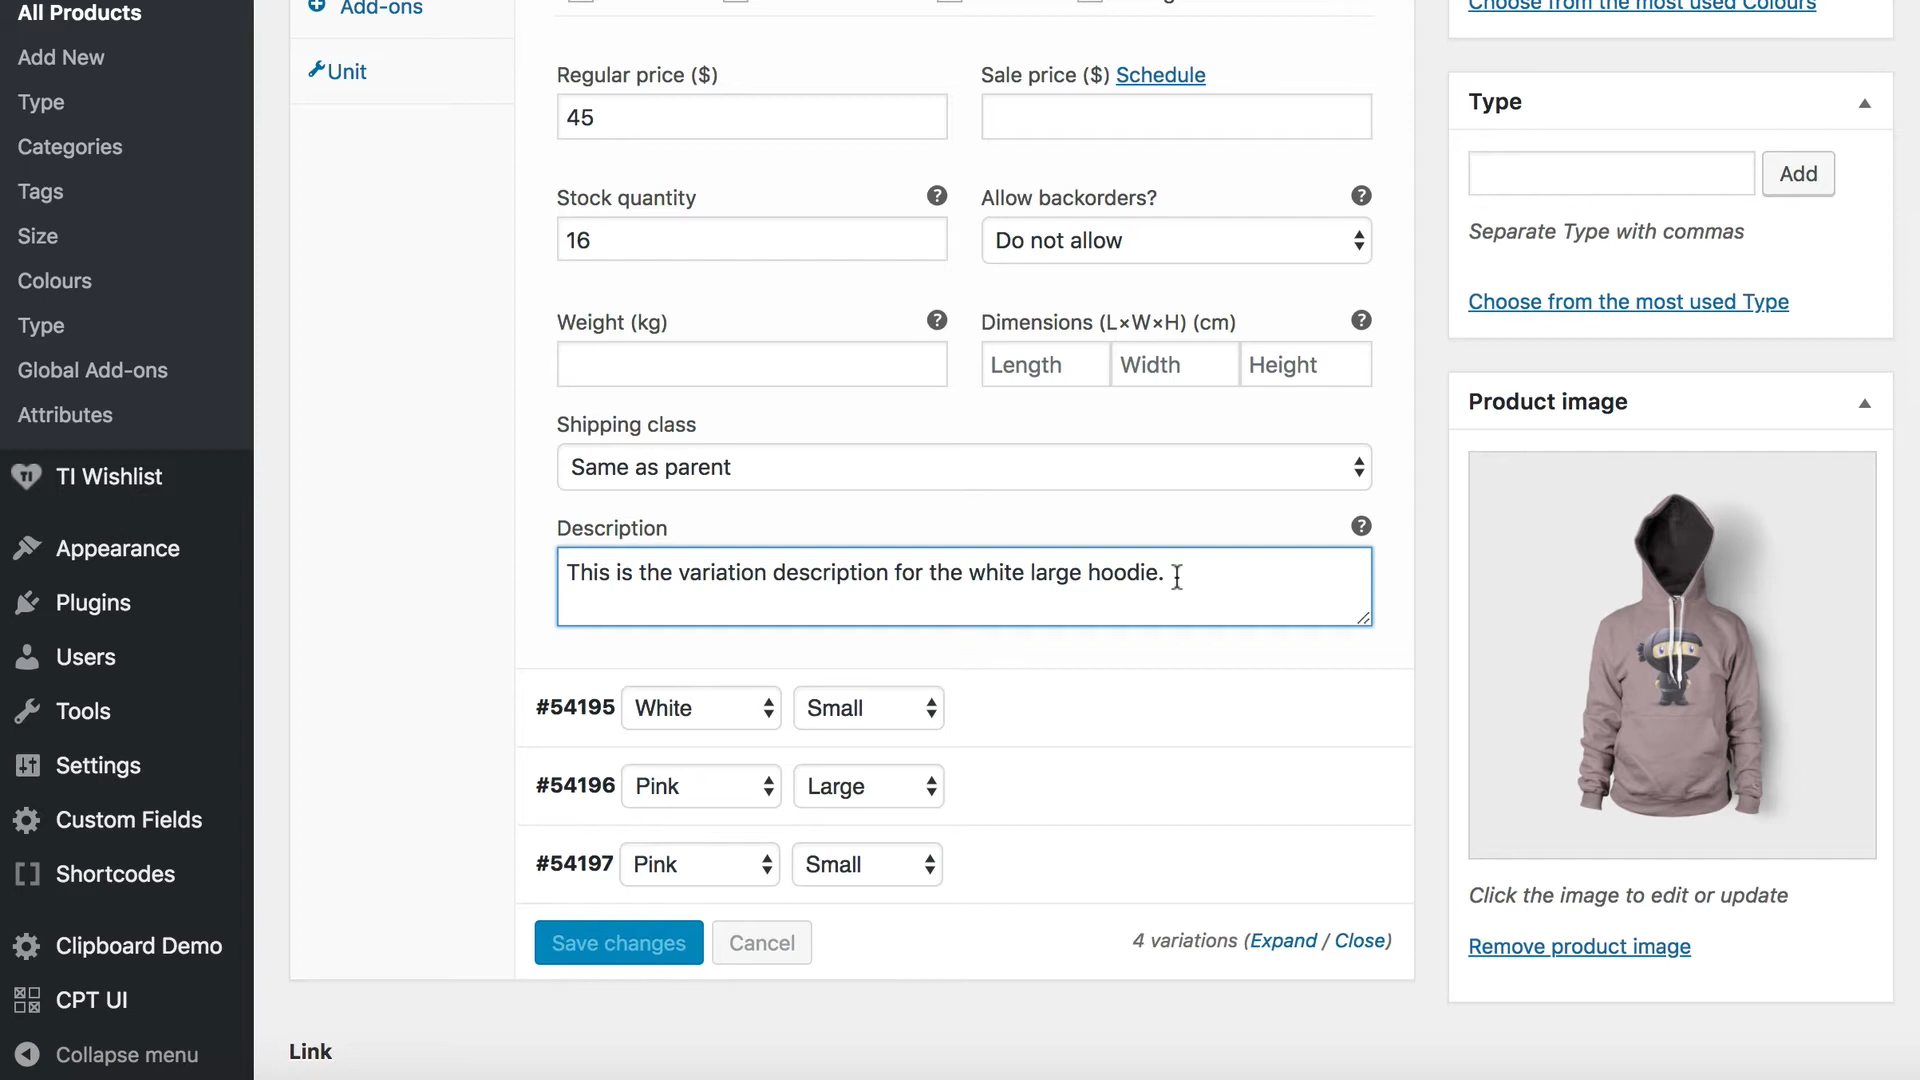 All Products
Add New
Type
Categories
Tags
Size
Colours
Type
Global Add-ons
Attributes
TI Wishlist
Appearance
Plugins
Users
Tools
Settings
Custom Fields
Shortcodes
Clipboard Demo
CPT UI
Collapse menu
Add-ons
Unit
Regular price ($)
45
Sale price ($) Schedule
Stock quantity
16
Allow backorders?
Do not allow
Weight (kg)
Dimensions (L×W×H) (cm)
Length Width Height
Shipping class
Same as parent
Description
This is the variation description for the white large hoodie.
#54195 White Small
#54196 Pink Large
#54197 Pink Small
Save changes Cancel
4 variations (Expand / Close)
Link
Choose from the most used Colours
Type
Add
Separate Type with commas
Choose from the most used Type
Product image
Click the image to edit or update
Remove product image